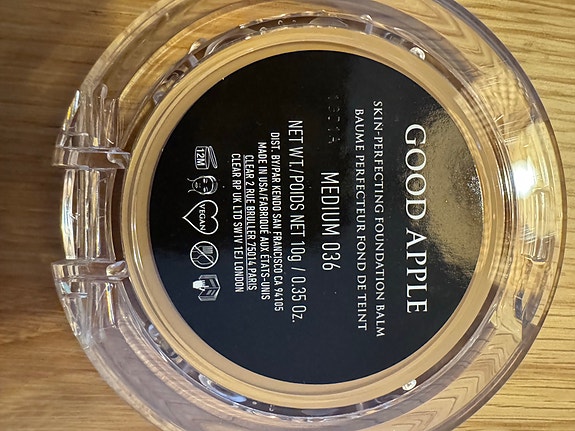 GOOD APPLE
SKIN-PERFECTING FOUNDATION BALM
BAUME PERFECTEUR FOND DE TEINT
MEDIUM 036
NET WT./POIDS NET 10g / 0.35 Oz.
DIST. BY/PAR KENDO SAN FRANCISCO CA 94105
MADE IN USA/FABRIQUÉ AUX ÉTATS-UNIS
CLEAR 2 RUE BROLLER 75014 PARIS
CLEAR RP UK LTD SW1V 1EJ LONDON
12M
VEGAN